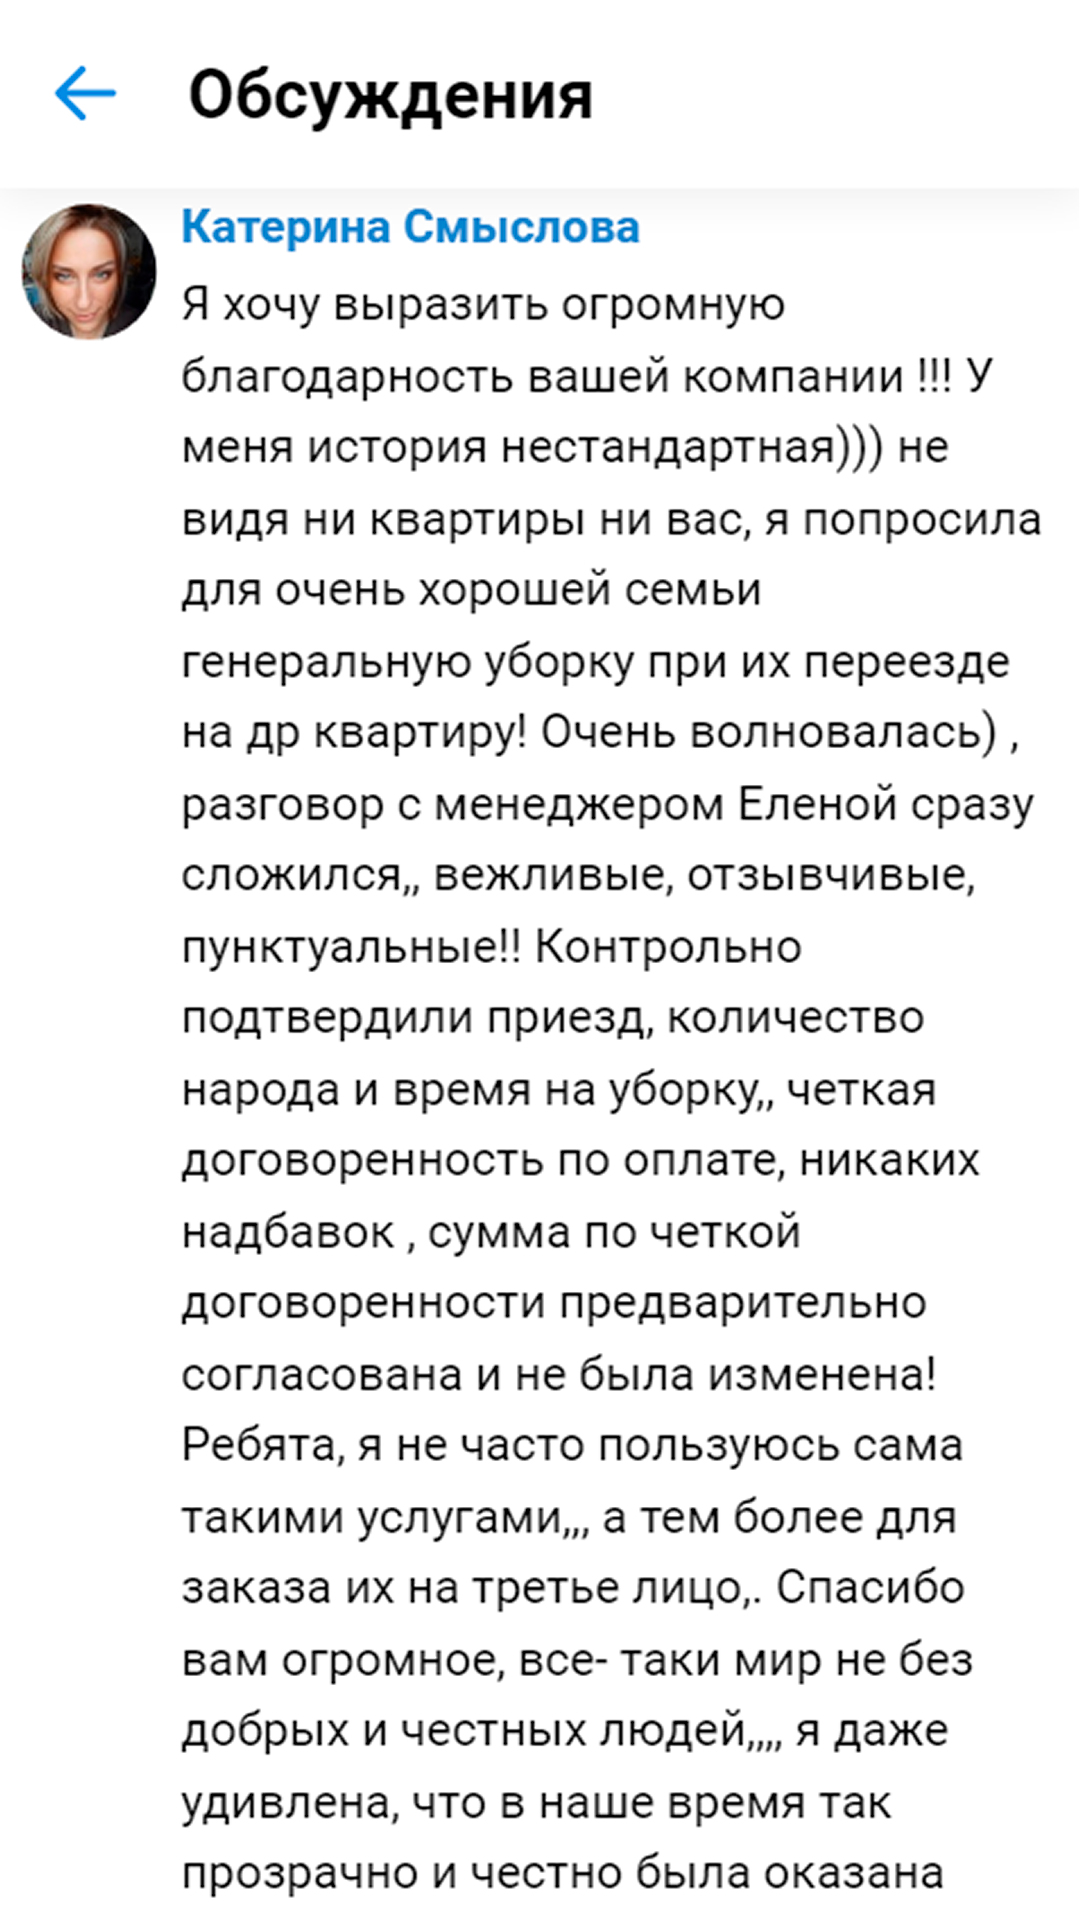 Обсуждения
Катерина Смыслова
Я хочу выразить огромную
благодарность вашей компании !!! У
меня история нестандартная))) не
видя ни квартиры ни вас, я попросила
для очень хорошей семьи
генеральную уборку при их переезде
на др квартиру! Очень волновалась) ,
разговор с менеджером Еленой сразу
сложился,, вежливые, отзывчивые,
пунктуальные!! Контрольно
подтвердили приезд, количество
народа и время на уборку,, четкая
договоренность по оплате, никаких
надбавок , сумма по четкой
договоренности предварительно
согласована и не была изменена!
Ребята, я не часто пользуюсь сама
такими услугами,,, а тем более для
заказа их на третье лицо,. Спасибо
вам огромное, все- таки мир не без
добрых и честных людей,,,, я даже
удивлена, что в наше время так
прозрачно и честно была оказана